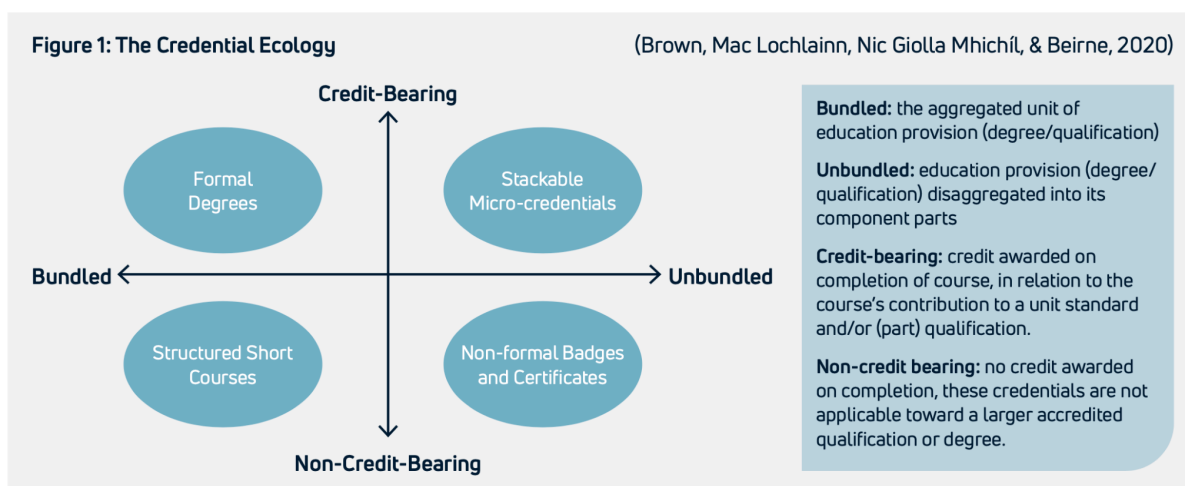 Figure 1: The Credential Ecology
(Brown, Mac Lochlainn, Nic Giolla Mhichíl, & Beirne, 2020)
Credit-Bearing
Formal
Degrees
Stackable
Micro-credentials
Bundled
Unbundled
Structured Short
Courses
Non-formal Badges
and Certificates
Non-Credit-Bearing
Bundled: the aggregated unit of
education provision (degree/qualification)
Unbundled: education provision (degree/
qualification) disaggregated into its
component parts
Credit-bearing: credit awarded on
completion of course, in relation to the
course's contribution to a unit standard
and/or (part) qualification.
Non-credit bearing: no credit awarded
on completion, these credentials are not
applicable toward a larger accredited
qualification or degree.